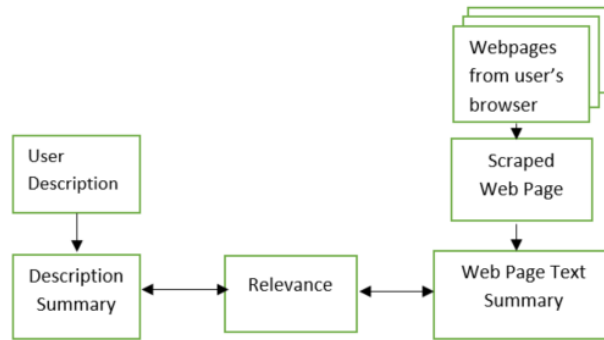 Webpages
from user's
browser
User
Description
Scraped
Web Page
Description
Summary
Relevance
Web Page Text
Summary